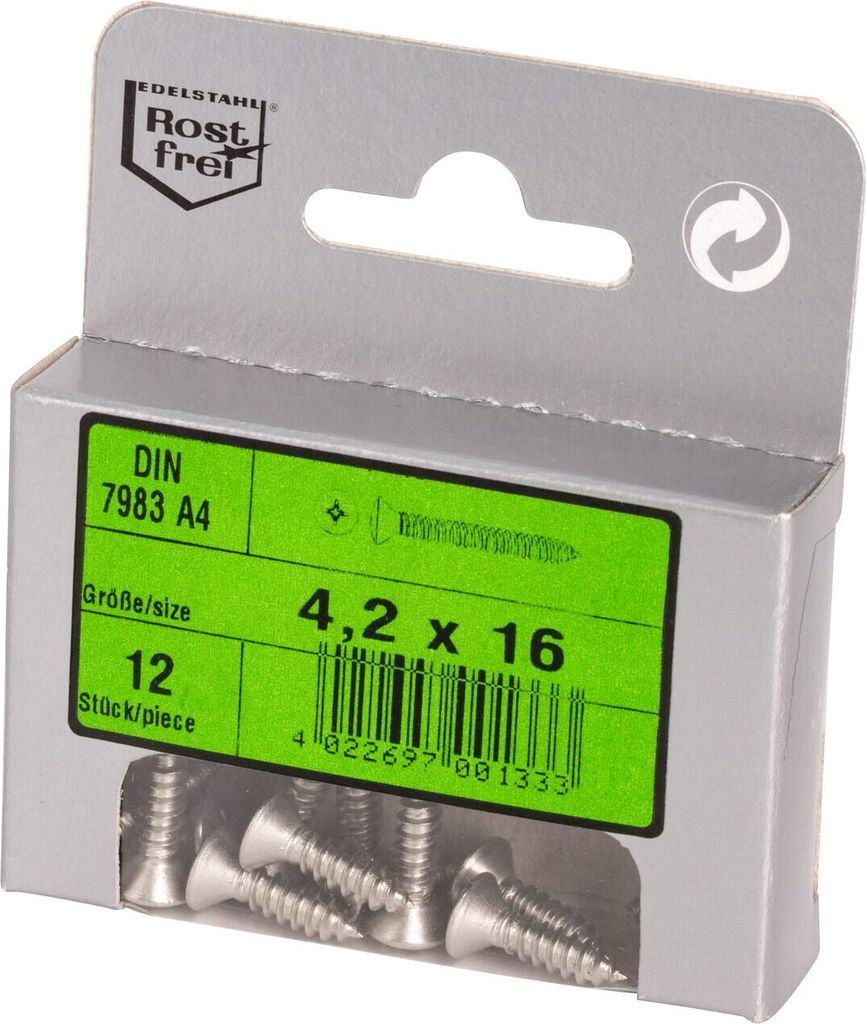 EDELSTAHL®
Rost
frei
DIN
7983 A4
Größe/size
4,2 x 16
12
Stück/piece
4 022697 001333